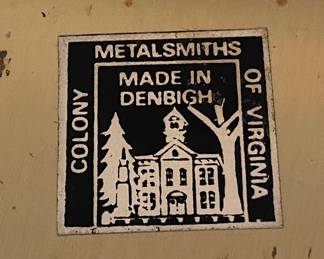 COLONY
METALSMITHS
OF VIRGINIA
MADE IN
DENBIGH